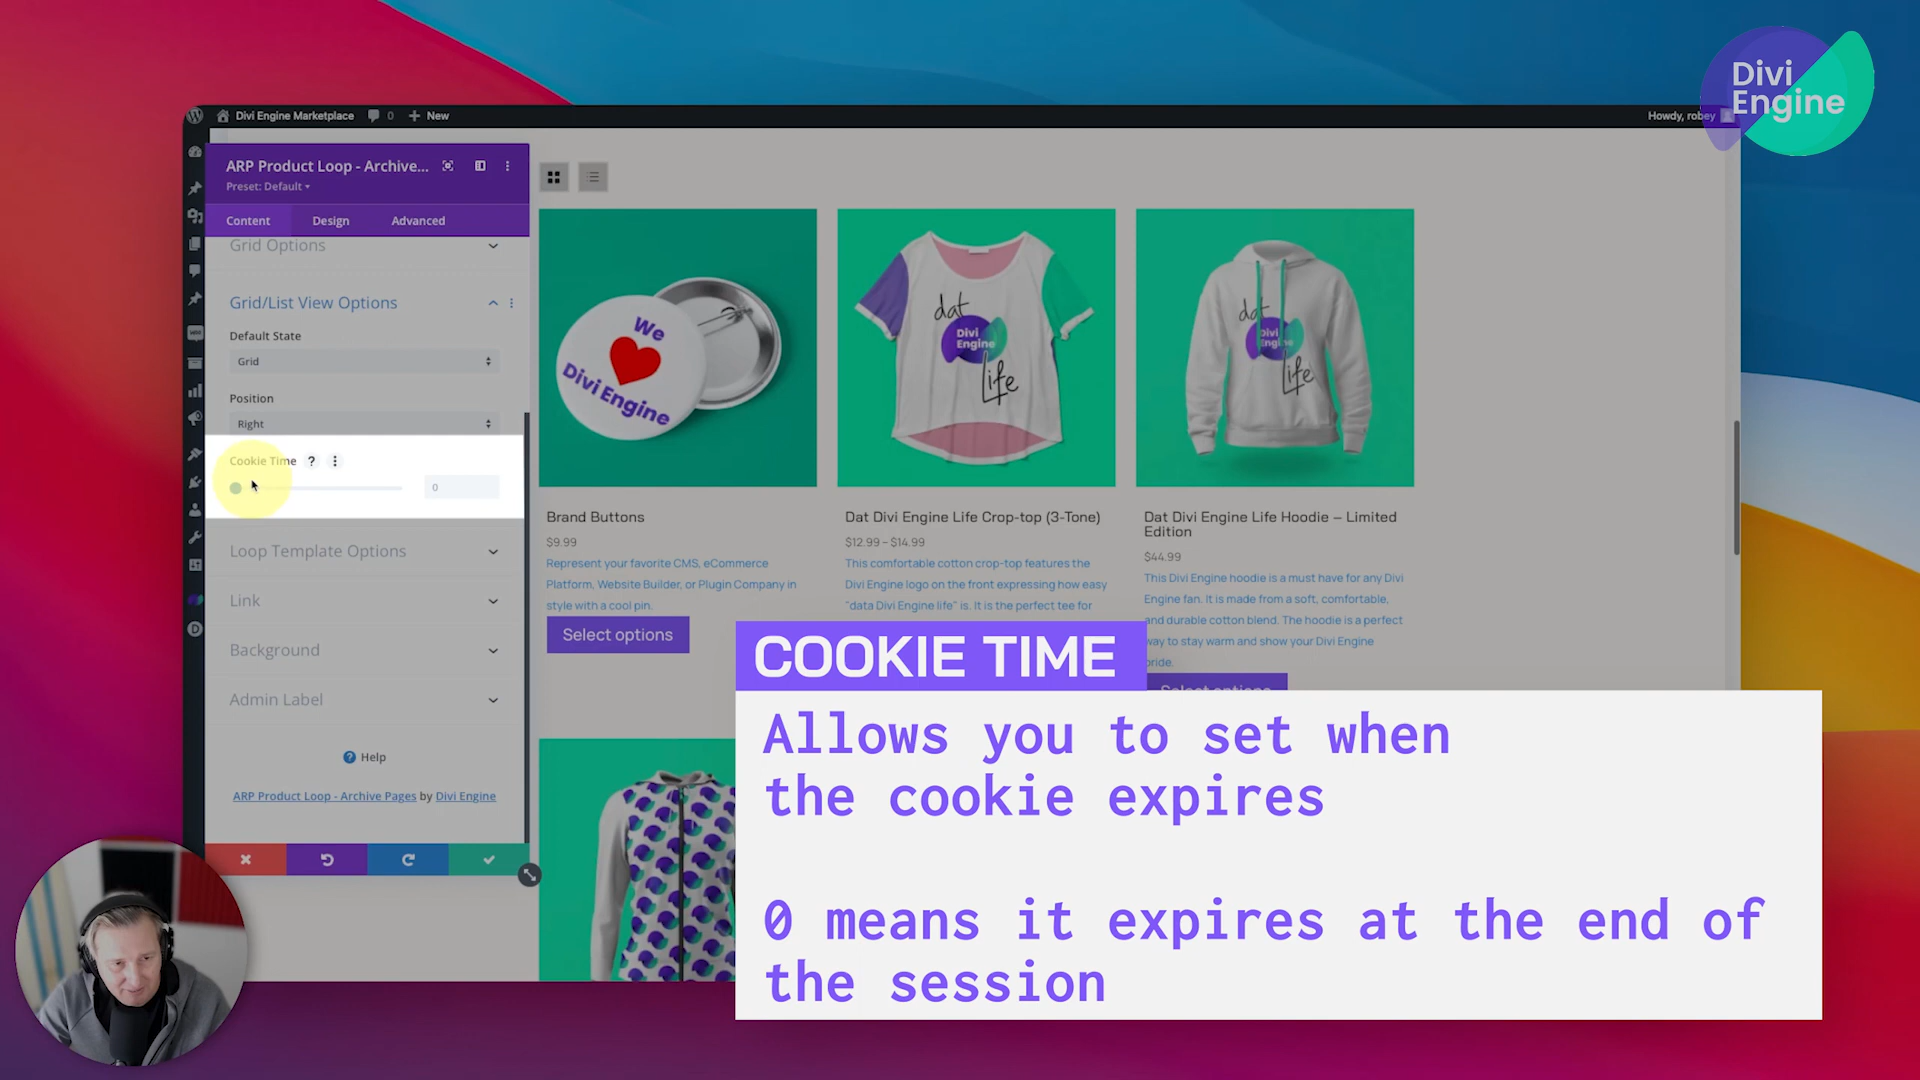 Divi
Engine
Divi Engine Marketplace
0
New
Howdy, robey
ARP Product Loop - Archive...
Preset: Default
Content
Design
Advanced
Grid Options
Grid/List View Options
Default State
Grid
Position
Right
Cookie Time
?
0
Loop Template Options
Link
Background
Admin Label
Help
ARP Product Loop - Archive Pages by Divi Engine
We
Divi Engine
dat
Divi
Engine
Life
dat
Divi
Engine
Life
Brand Buttons
$9.99
Represent your favorite CMS, eCommerce
Platform, Website Builder, or Plugin Company in
style with a cool pin.
Select options
Dat Divi Engine Life Crop-top (3-Tone)
$12.99 – $14.99
This comfortable cotton crop-top features the
Divi Engine logo on the front expressing how easy
"data Divi Engine life" is. It is the perfect tee for
Dat Divi Engine Life Hoodie – Limited
Edition
$44.99
This Divi Engine hoodie is a must have for any Divi
Engine fan. It is made from a soft, comfortable,
and durable cotton blend. The hoodie is a perfect
way to stay warm and show your Divi Engine
pride.
Select options
COOKIE TIME
Allows you to set when
the cookie expires
0 means it expires at the end of
the session